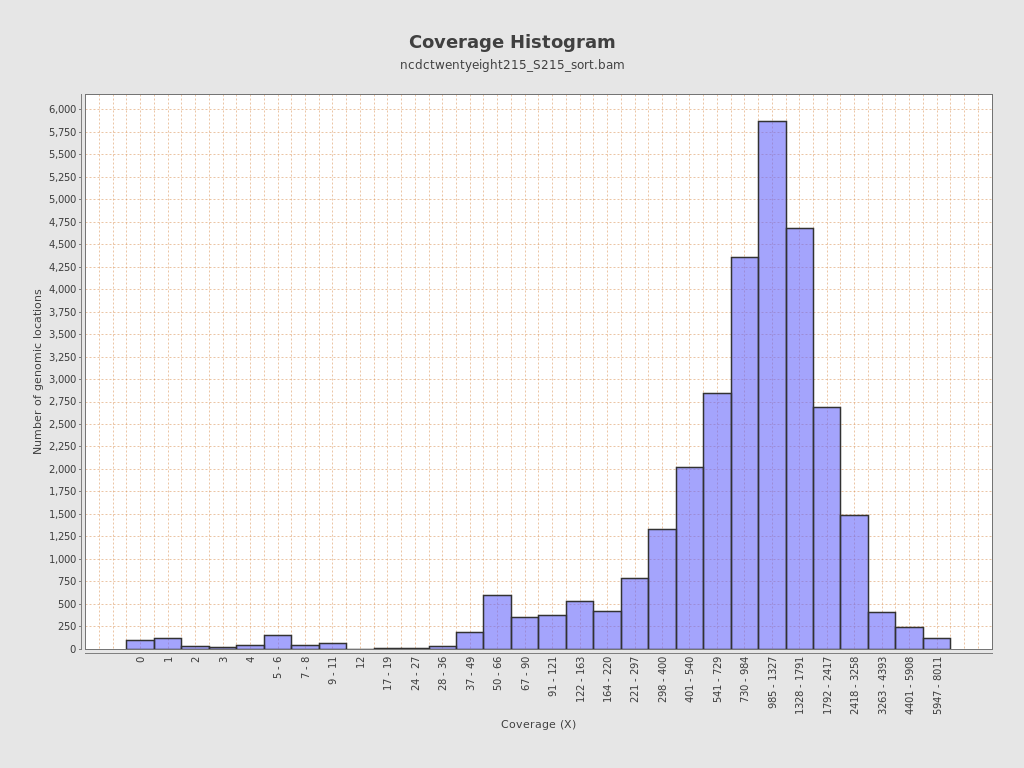 Coverage Histogram
ncdctwentyeight215_S215_sort.bam
Number of genomic locations
6,000
5,750
5,500
5,250
5,000
4,750
4,500
4,250
4,000
3,750
3,500
3,250
3,000
2,750
2,500
2,250
2,000
1,750
1,500
1,250
1,000
750
500
250
0
0
1
2
3
4
5 - 6
7 - 8
9 - 11
12
17 - 19
24 - 27
28 - 36
37 - 49
50 - 66
67 - 90
91 - 121
122 - 163
164 - 220
221 - 297
298 - 400
401 - 540
541 - 729
730 - 984
985 - 1327
1328 - 1791
1792 - 2417
2418 - 3258
3263 - 4393
4401 - 5908
5947 - 8011
Coverage (X)